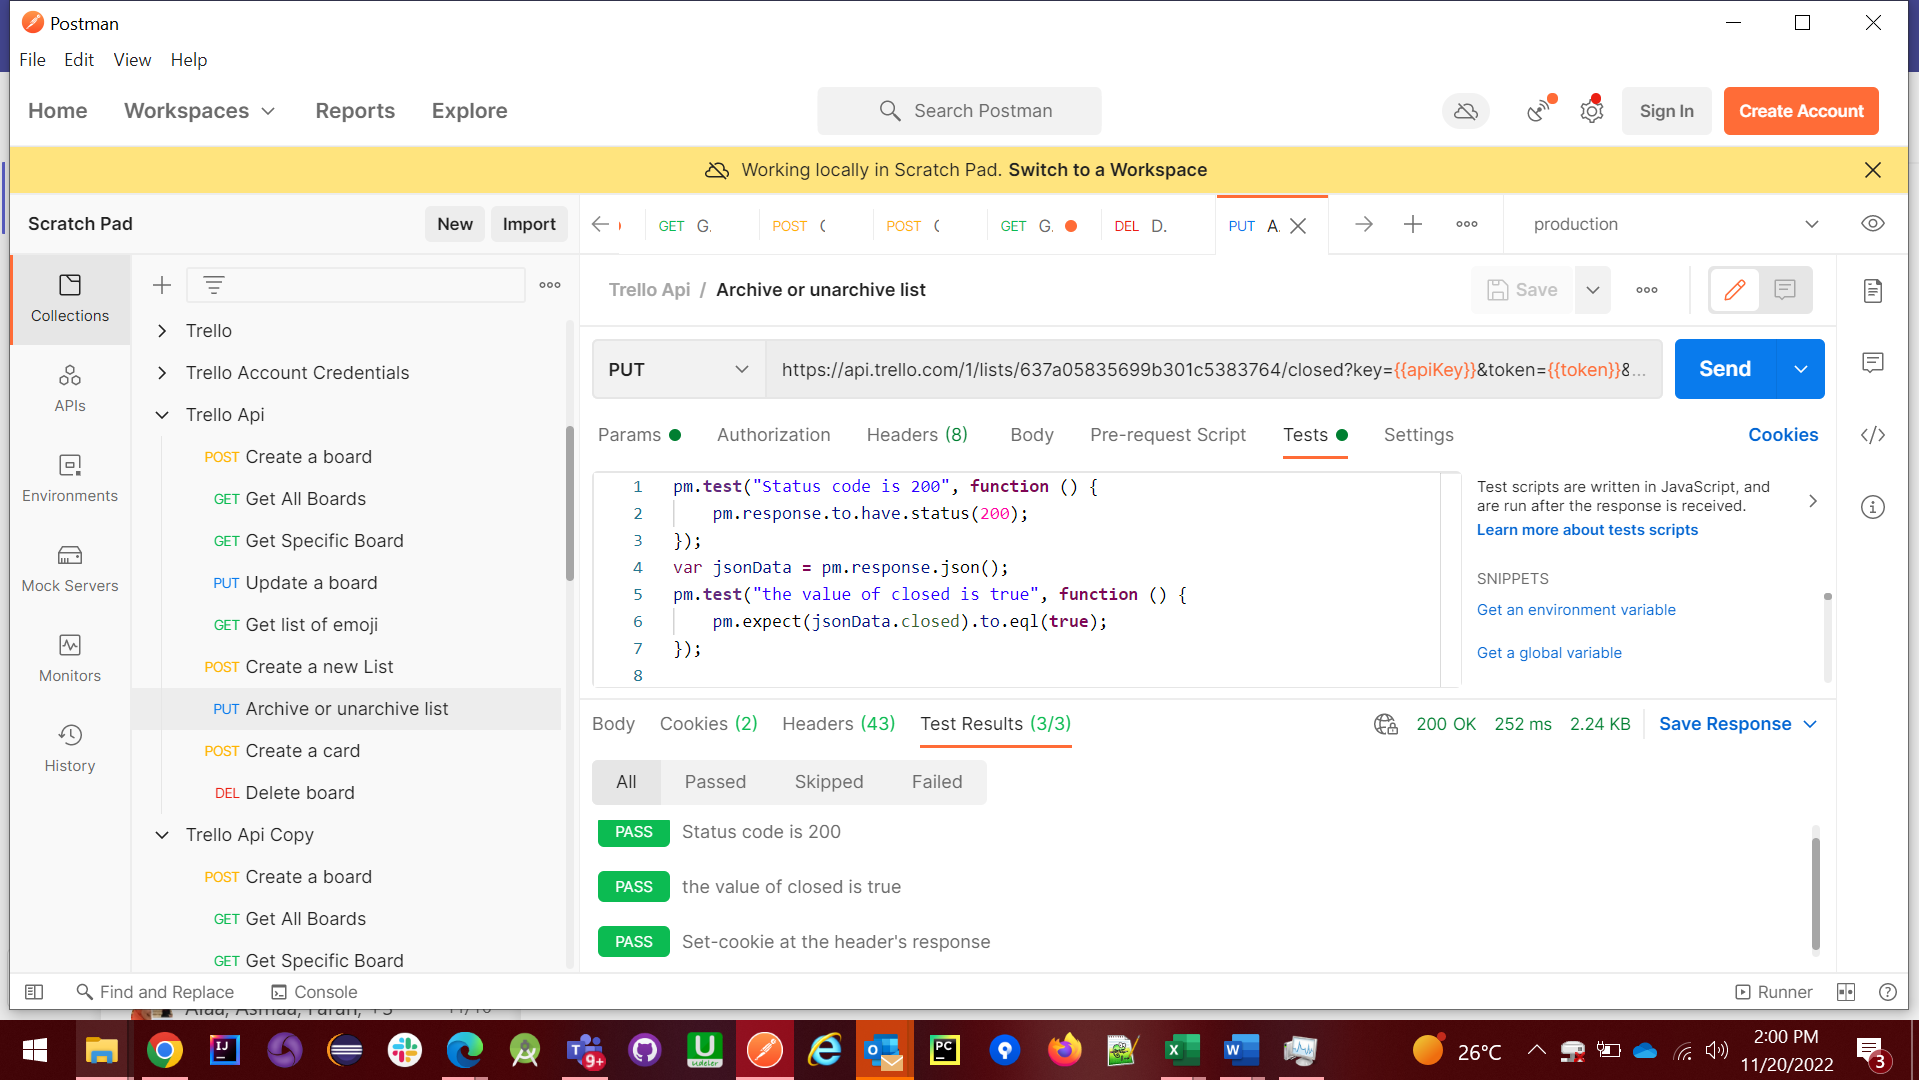 Postman
File Edit View Help
Home Workspaces Reports Explore
Search Postman
Sign In
Create Account
Working locally in Scratch Pad. Switch to a Workspace
Scratch Pad
New
Import
GET G.
POST
POST
GET G.
DEL D.
PUT A
production
Collections
APIs
Environments
Mock Servers
Monitors
History
Trello
Trello Account Credentials
Trello Api
POST Create a board
GET Get All Boards
GET Get Specific Board
PUT Update a board
GET Get list of emoji
POST Create a new List
PUT Archive or unarchive list
POST Create a card
DEL Delete board
Trello Api Copy
POST Create a board
GET Get All Boards
GET Get Specific Board
Trello Api / Archive or unarchive list
Save
PUT
https://api.trello.com/1/lists/637a05835699b301c5383764/closed?key={{apiKey}}&token={{token}}&...
Send
Params
Authorization
Headers (8)
Body
Pre-request Script
Tests
Settings
Cookies
1 pm.test("Status code is 200", function () {
2 pm.response.to.have.status(200);
3 });
4 var jsonData = pm.response.json();
5 pm.test("the value of closed is true", function () {
6 pm.expect(jsonData.closed).to.eql(true);
7 });
8
Test scripts are written in JavaScript, and
are run after the response is received.
Learn more about tests scripts
SNIPPETS
Get an environment variable
Get a global variable
Body Cookies (2) Headers (43) Test Results (3/3)
200 OK 252 ms 2.24 KB Save Response
All Passed Skipped Failed
PASS Status code is 200
PASS the value of closed is true
PASS Set-cookie at the header's response
Find and Replace
Console
Runner
26°C
2:00 PM
11/20/2022
3
9+